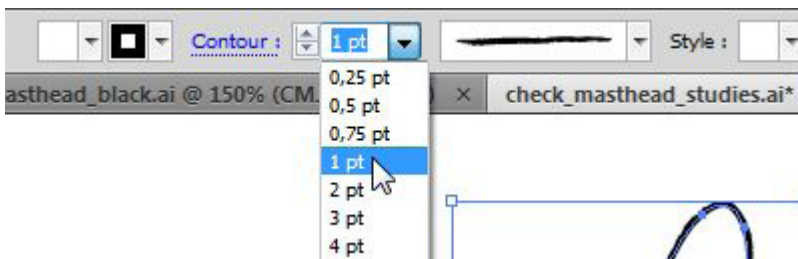 Contour : 1 pt Style :
asthead_black.ai @ 150% (CM. ) × check_masthead_studies.ai* 
0,25 pt
0,5 pt
0,75 pt
1 pt
2 pt
3 pt
4 pt